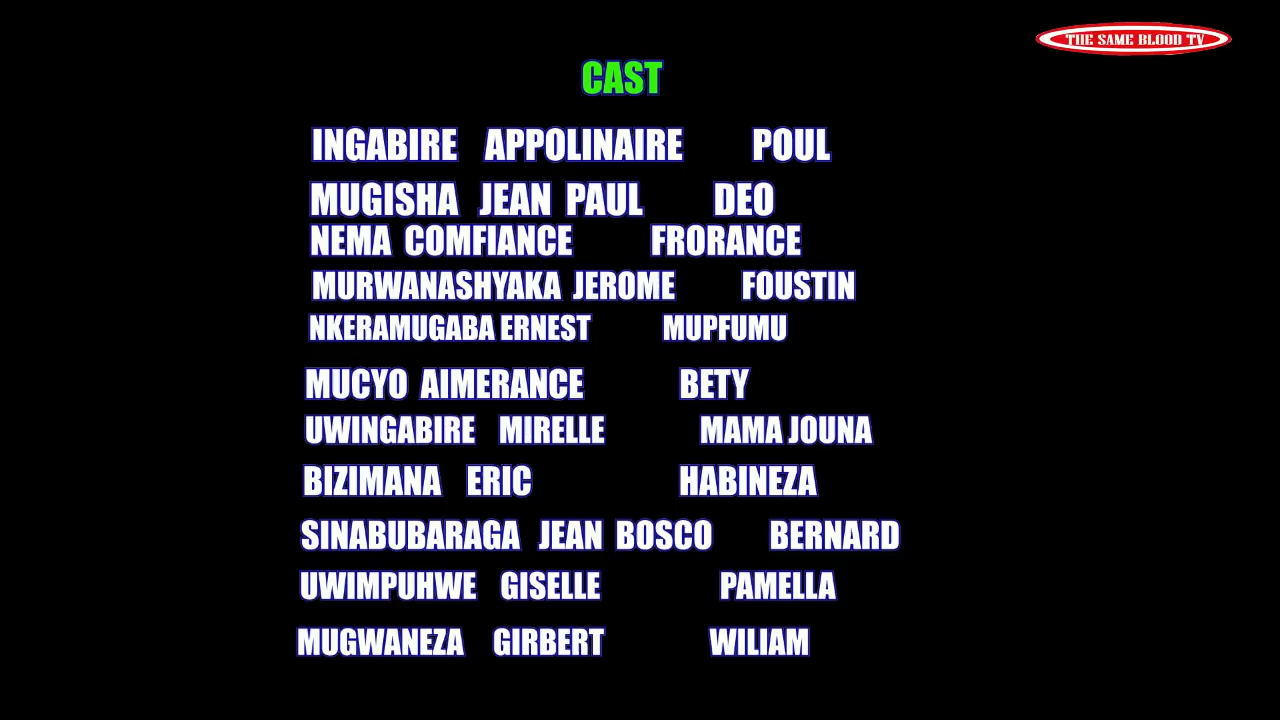 THE SAME BLOOD TV
CAST
INGABIRE APPOLINAIRE POUL
MUGISHA JEAN PAUL DEO
NEMA COMFIANCE FRORANCE
MURWANASHYAKA JEROME FOUSTIN
NKERAMUGABA ERNEST MUPFUMU
MUCYO AIMERANCE BETY
UWINGABIRE MIRELLE MAMA JOUNA
BIZIMANA ERIC HABINEZA
SINABUBARAGA JEAN BOSCO BERNARD
UWIMPUHWE GISELLE PAMELLA
MUGWANEZA GIRBERT WILIAM